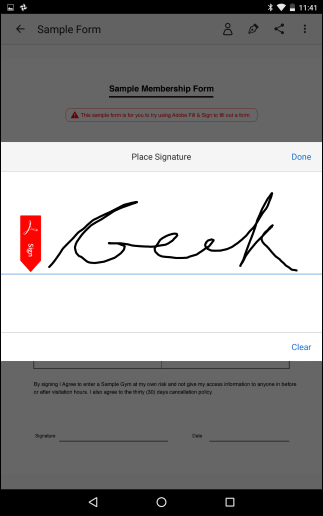 11:41
Sample Form
Sample Membership Form
This sample form is for you to try using Adobe Fill & Sign to fill out a form
Place Signature
Done
Sign
Geek
Clear
By signing I Agree to enter a Sample Gym at my own risk and not give my access information to anyone in before
or after visitation hours. I also agree to the thirty (30) days cancellation policy.
Signature
Date